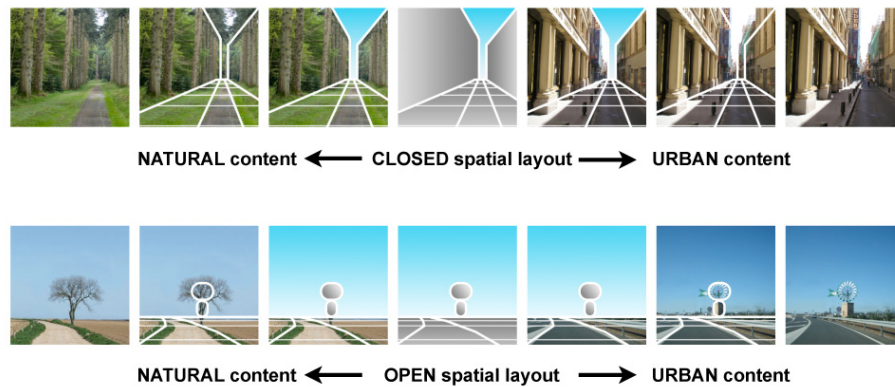 NATURAL content CLOSED spatial layout URBAN content
NATURAL content OPEN spatial layout URBAN content